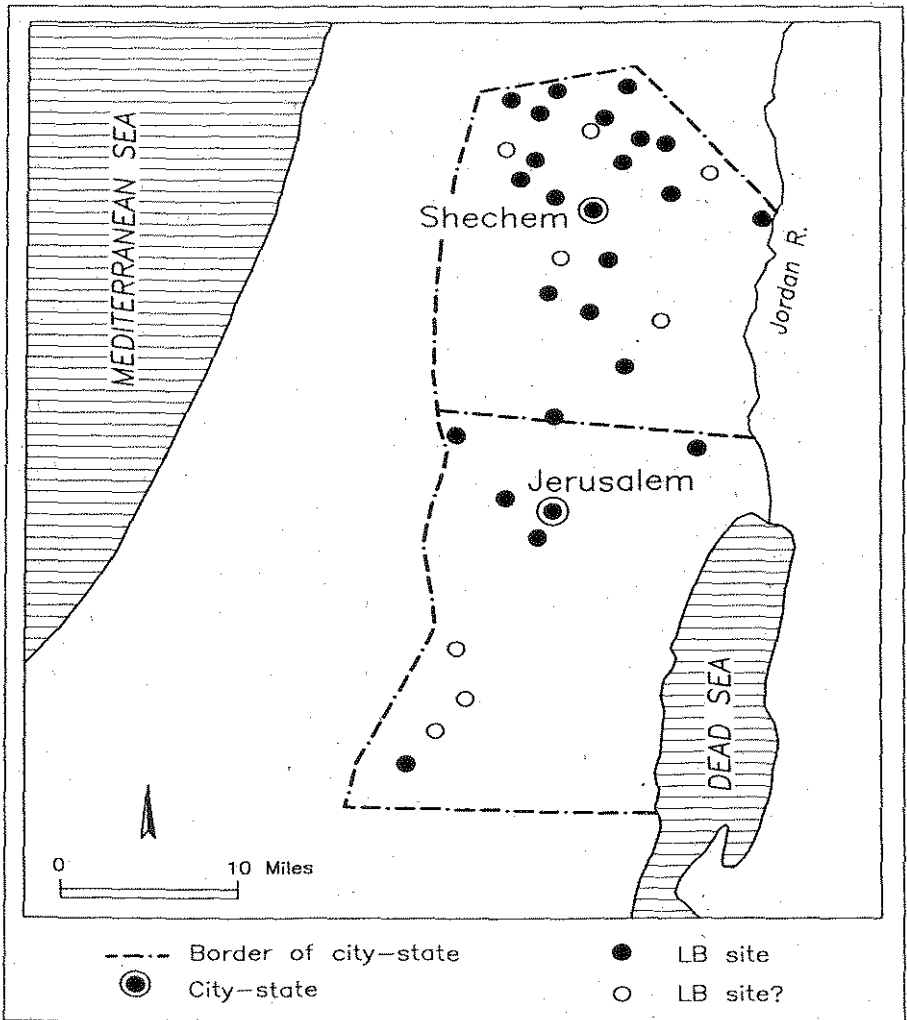 MEDITERRANEAN SEA
Shechem
Jordan R.
Jerusalem
DEAD SEA
0 10 Miles
Border of city-state
City-state
LB site
LB site?